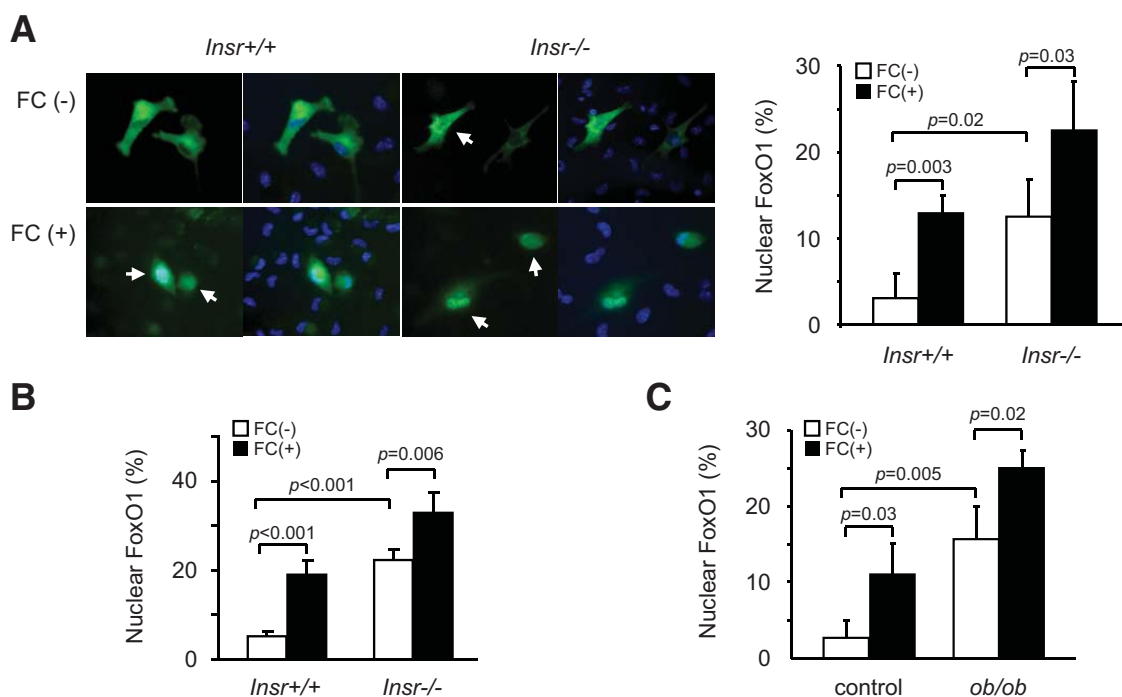 A
Insr+/+
Insr-/-
FC (-)
FC (+)
Nuclear FoxO1 (%)
30
20
10
0
FC(-)
FC(+)
p=0.003
p=0.02
p=0.03
Insr+/+
Insr-/-
B
Nuclear FoxO1 (%)
40
20
0
FC(-)
FC(+)
p<0.001
p<0.001
p=0.006
Insr+/+
Insr-/-
C
Nuclear FoxO1 (%)
30
20
10
0
FC(-)
FC(+)
p=0.03
p=0.005
p=0.02
control
ob/ob